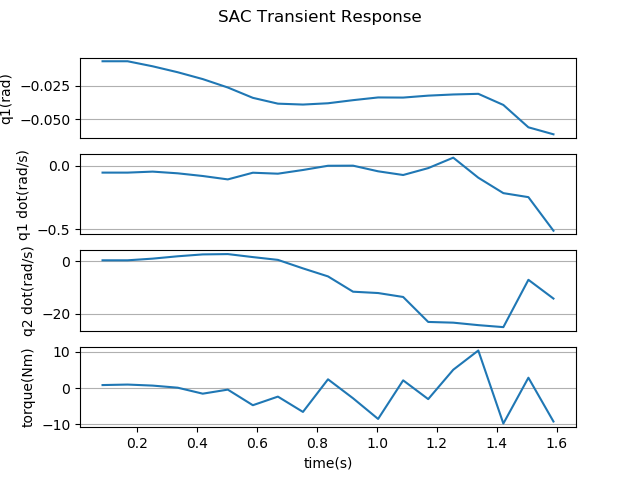 SAC Transient Response
q1(rad)
−0.025
−0.050
q1 dot(rad/s)
0.0
−0.5
q2 dot(rad/s)
0
−20
torque(Nm)
10
0
−10
0.2 0.4 0.6 0.8 1.0 1.2 1.4 1.6
time(s)